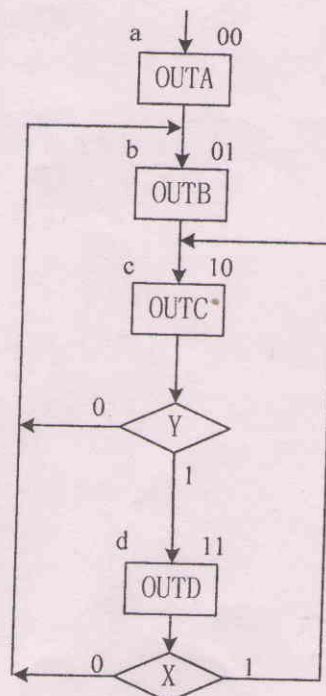 a 00
OUTA
b 01
OUTB
c 10
OUTC
0 Y
1
d 11
OUTD
0 X 1